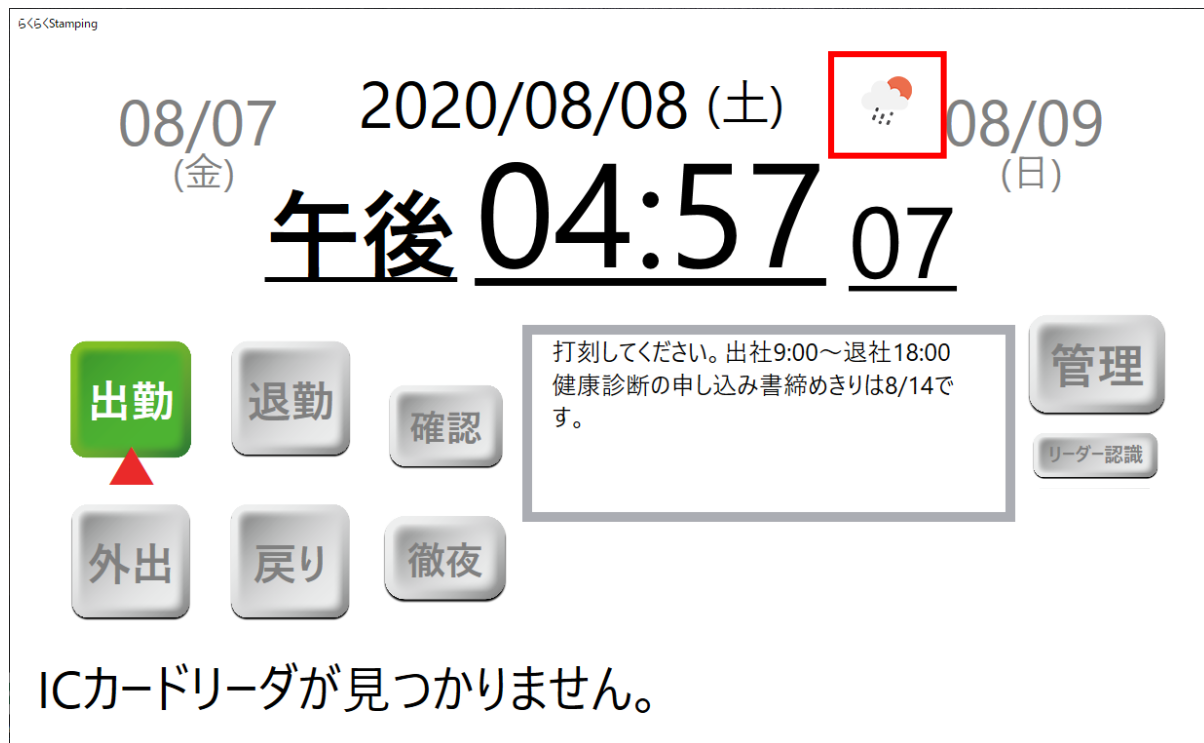 らくらくStamping
08/07
(金)
2020/08/08 (土)
08/09
(日)
午後 04:57 07
出勤
退勤
確認
打刻してください。出社9:00～退社18:00
健康診断の申し込み書締めきりは8/14で
す。
管理
リーダー認識
外出
戻り
徹夜
ICカードリーダが見つかりません。